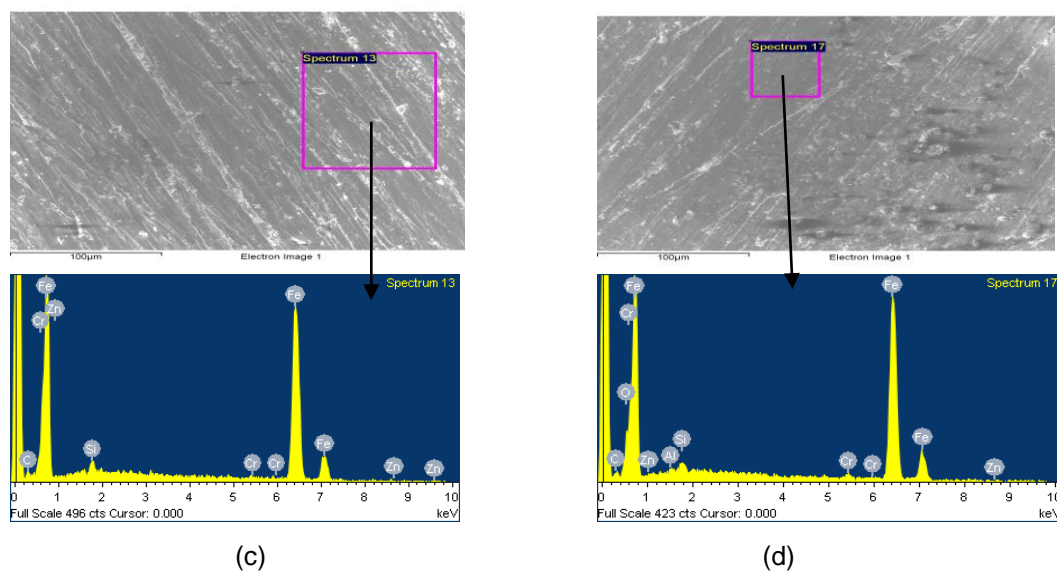 Spectrum 13
100µm Electron Image 1
Spectrum 17
100µm Electron Image 1
Spectrum 13
Fe
Zn
Cr
Fe
C
Si
Cr
Cr
Fe
Zn
Zn
0 1 2 3 4 5 6 7 8 9 10
Full Scale 496 cts Cursor: 0.000 keV
Spectrum 17
Fe
Cr
Fe
O
C
Zn
Al
Si
Cr
Cr
Fe
Zn
0 1 2 3 4 5 6 7 8 9 10
Full Scale 423 cts Cursor: 0.000 keV
(c)
(d)